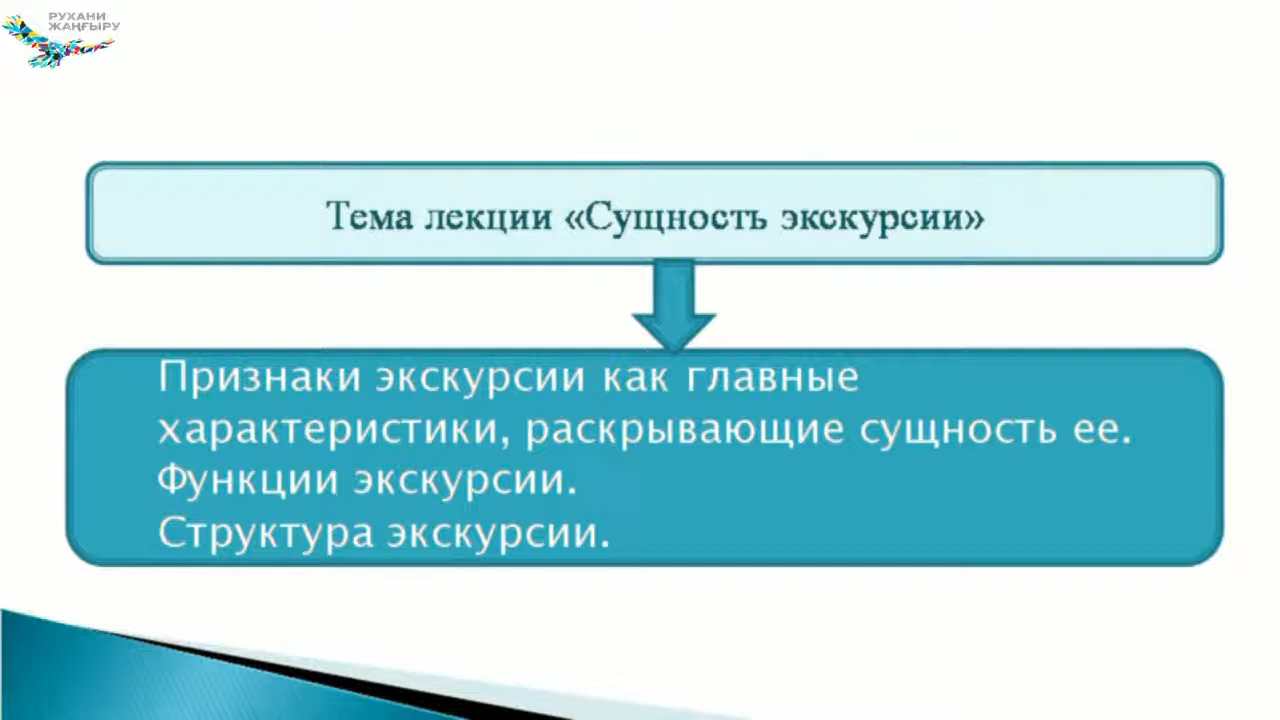 РУХАНИ
ЖАҢҒЫРУ
Тема лекции «Сущность экскурсии»
Признаки экскурсии как главные
характеристики, раскрывающие сущность ее.
Функции экскурсии.
Структура экскурсии.